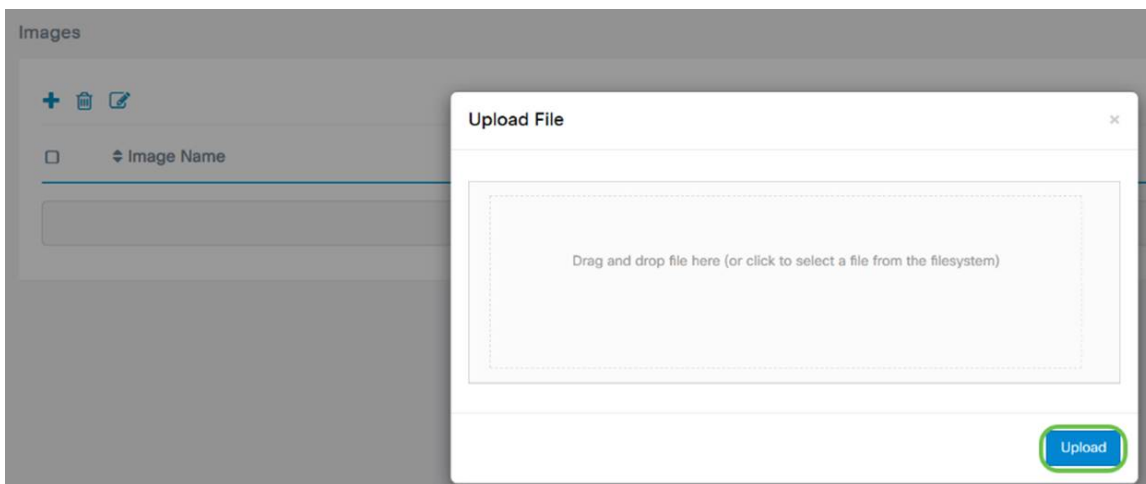 Images
Image Name
Upload File
×
Drag and drop file here (or click to select a file from the filesystem)
Upload